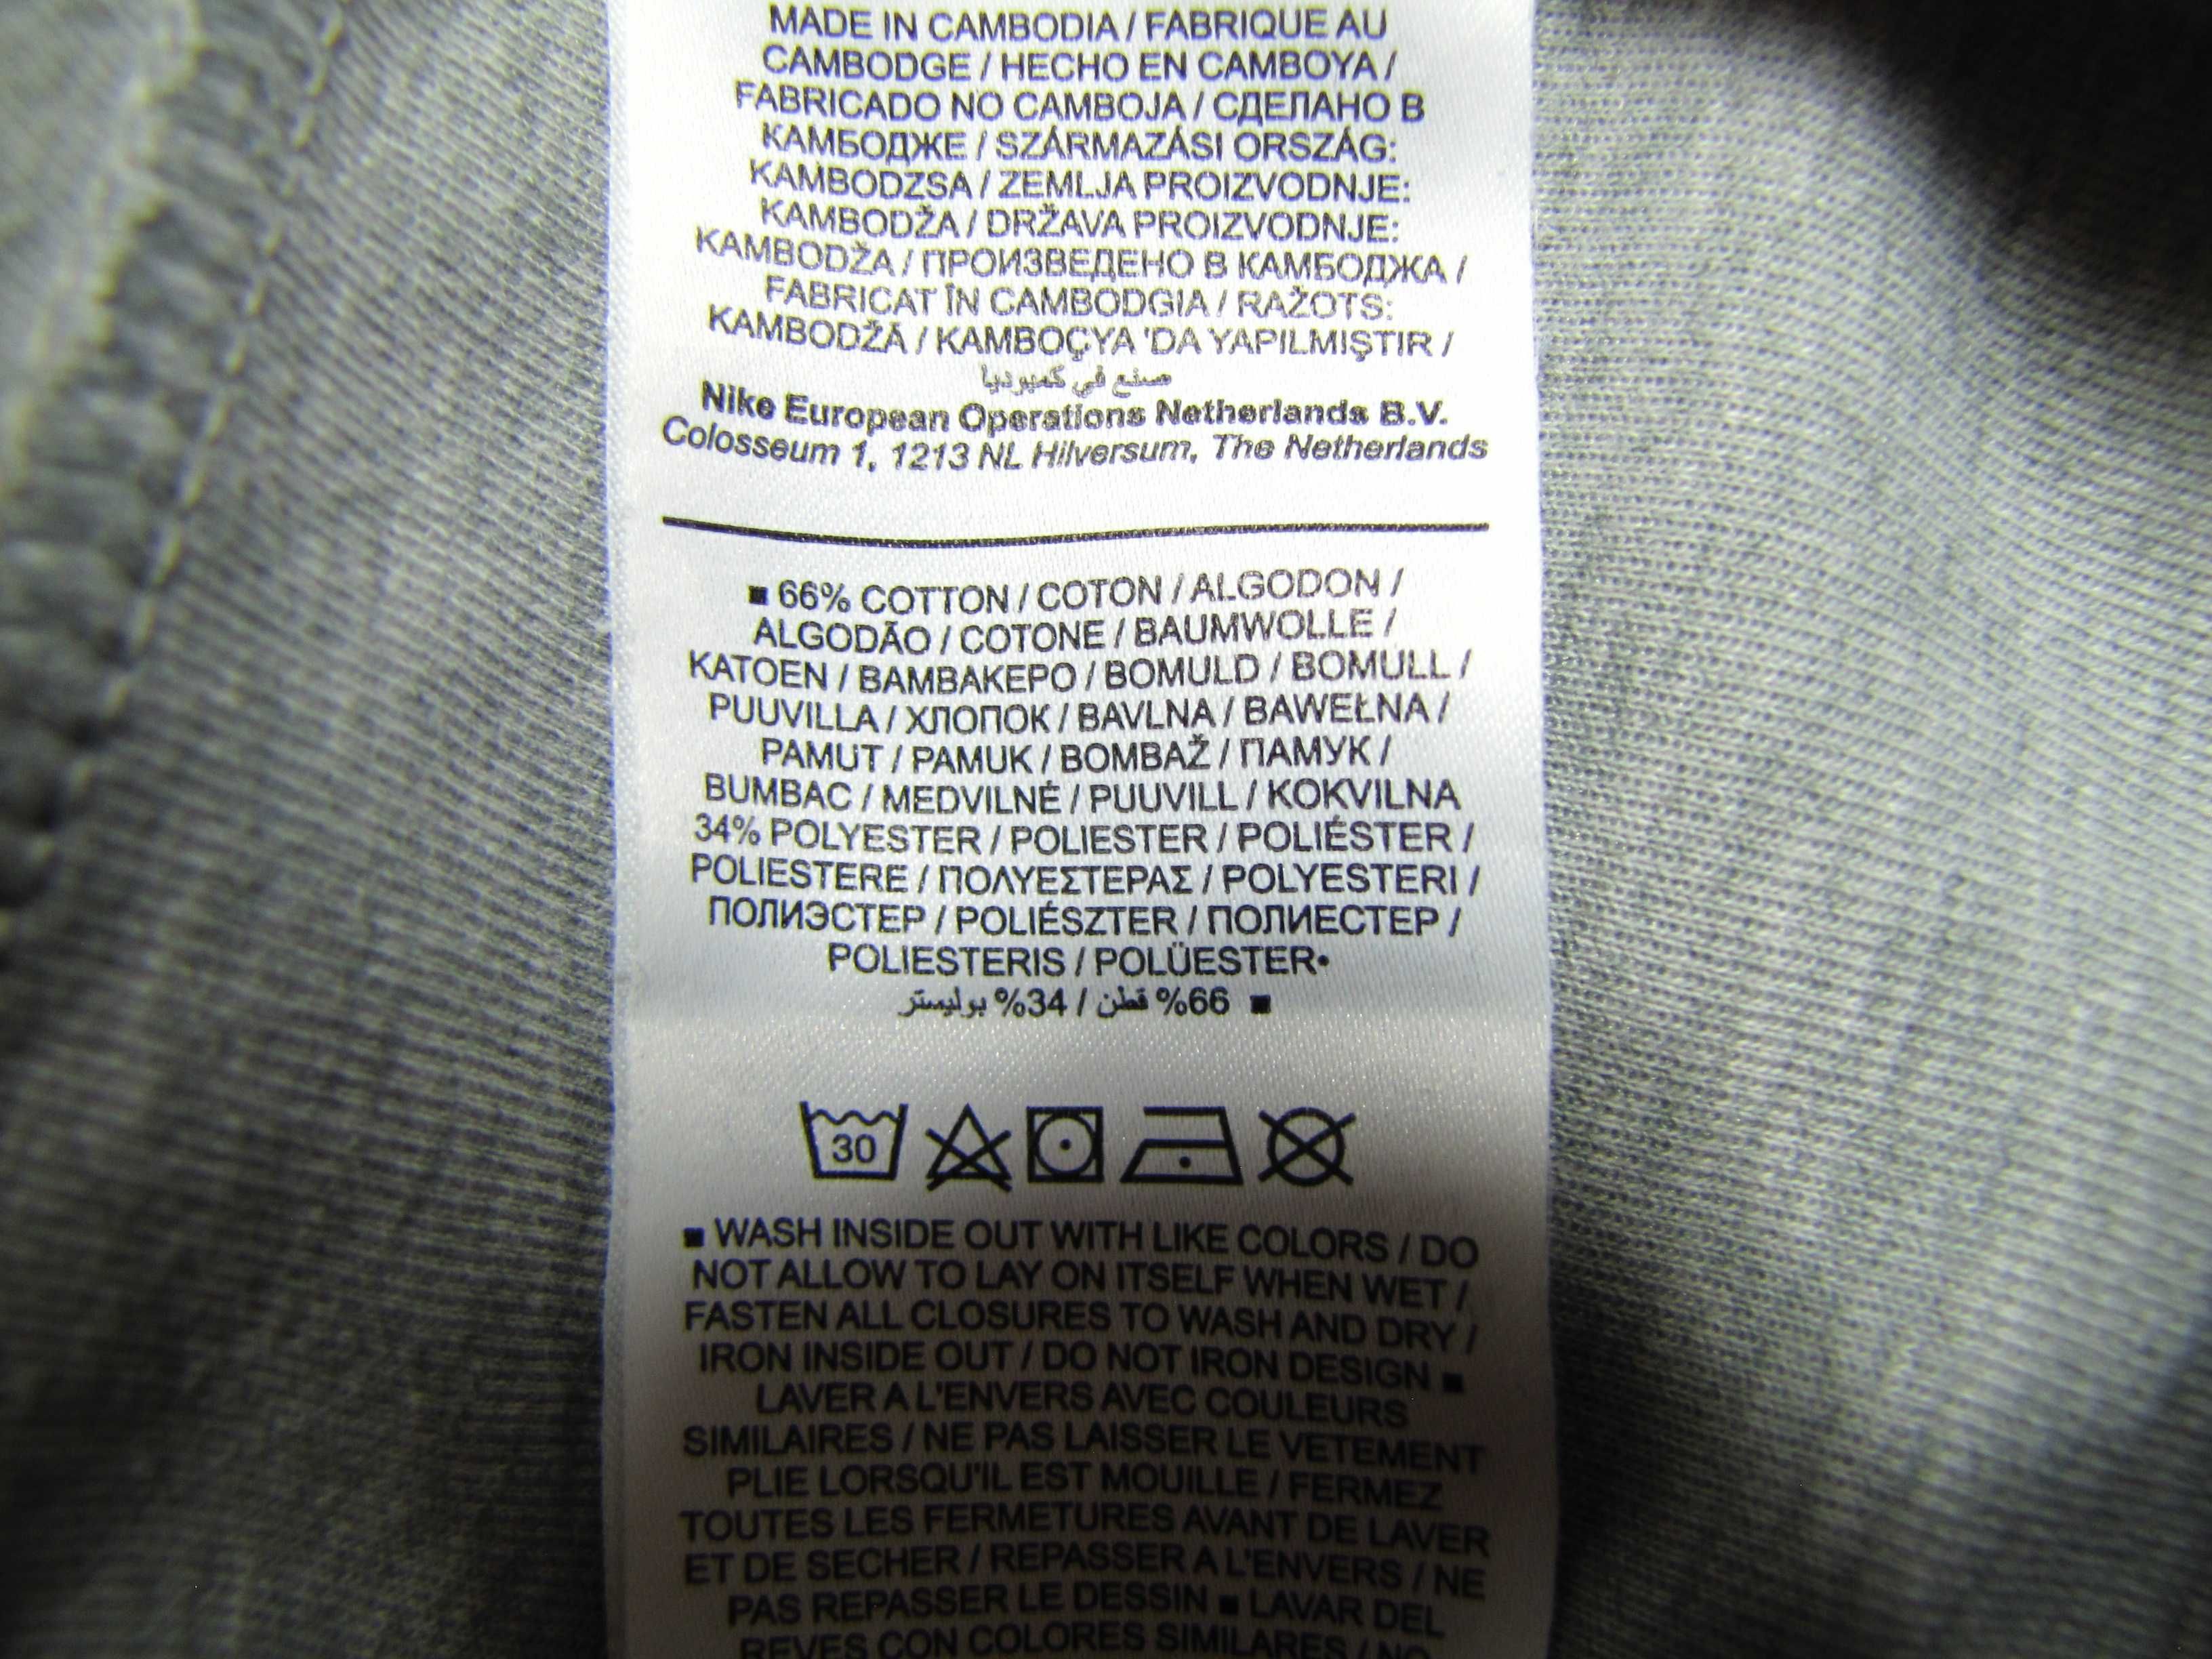 MADE IN CAMBODIA / FABRIQUE AU
CAMBODGE / HECHO EN CAMBOYA /
FABRICADO NO CAMBOJA / СДЕЛАНО В
КАМБОДЖЕ / SZÁRMAZÁSI ORSZÁG:
KAMBODZSA / ZEMLJA PROIZVODNJE:
KAMBODŽA / DRŽAVA PROIZVODNJE:
KAMBODŽA / ПРОИЗВЕДЕНО В КАМБОДЖА /
FABRICAT ÎN CAMBODGIA / RAŽOTS:
KAMBODŽĀ / KAMBOÇYA 'DA YAPILMIŞTIR /
صنع في كمبوديا
Nike European Operations Netherlands B.V.
Colosseum 1, 1213 NL Hilversum, The Netherlands
■ 66% COTTON / COTON / ALGODON /
ALGODÃO / COTONE / BAUMWOLLE /
KATOEN / ΒΑΜΒΑΚΕΡΟ / BOMULD / BOMULL /
PUUVILLA / ХЛОПОК / BAVLNA / BAWEŁNA /
PAMUT / PAMUK / BOMBAŽ / ПАМУК /
BUMBAC / MEDVILNĖ / PUUVILL / KOKVILNA
34% POLYESTER / POLIESTER / POLIÉSTER /
POLIESTERE / ΠΟΛΥΕΣΤΕΡΑΣ / POLYESTERI /
ПОЛИЭСТЕР / POLIÉSZTER / ПОЛИЕСТЕР /
POLIESTERIS / POLÜESTER•
■ 66% قطن / 34% بوليستر
30
■ WASH INSIDE OUT WITH LIKE COLORS / DO
NOT ALLOW TO LAY ON ITSELF WHEN WET /
FASTEN ALL CLOSURES TO WASH AND DRY /
IRON INSIDE OUT / DO NOT IRON DESIGN ■
LAVER A L'ENVERS AVEC COULEURS
SIMILAIRES / NE PAS LAISSER LE VETEMENT
PLIE LORSQU'IL EST MOUILLE / FERMEZ
TOUTES LES FERMETURES AVANT DE LAVER
ET DE SECHER / REPASSER A L'ENVERS / NE
PAS REPASSER LE DESSIN ■ LAVAR DEL
REVES CON COLORES SIMILARES / NO